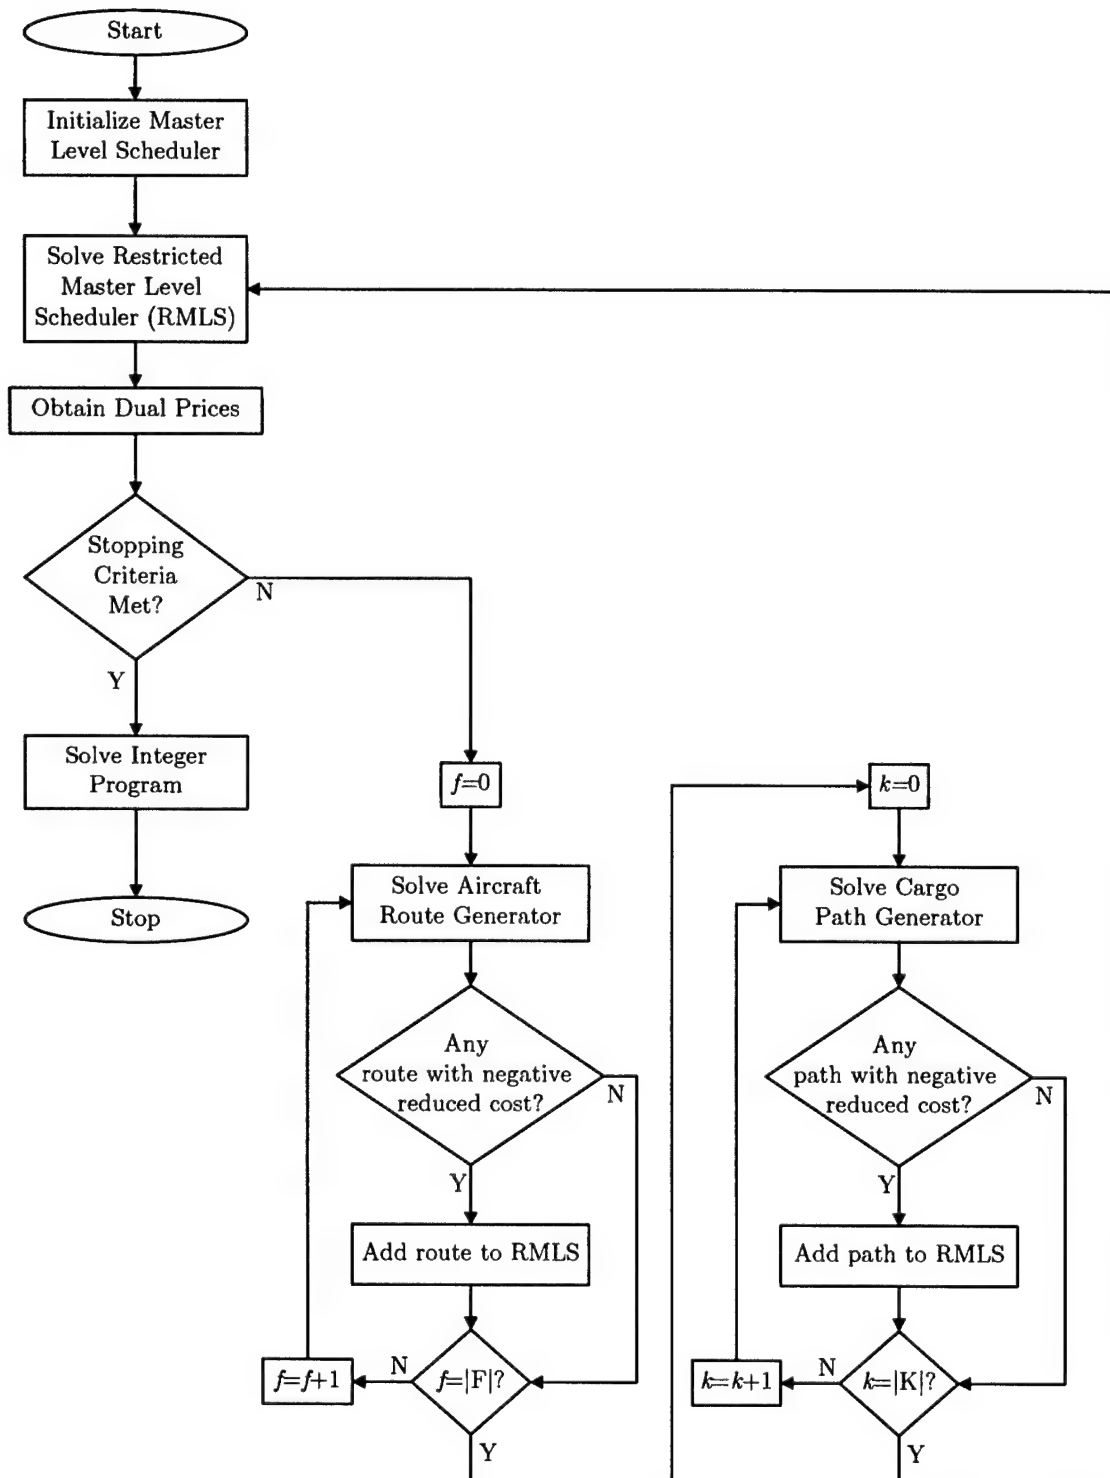 Start
Initialize Master
Level Scheduler
Solve Restricted
Master Level
Scheduler (RMLS)
Obtain Dual Prices
Stopping
Criteria
Met?
N
Y
Solve Integer
Program
Stop
f=0
Solve Aircraft
Route Generator
Any
route with negative
reduced cost?
N
Y
Add route to RMLS
f=|F|?
N
f=f+1
Y
k=0
Solve Cargo
Path Generator
Any
path with negative
reduced cost?
N
Y
Add path to RMLS
k=|K|?
N
k=k+1
Y